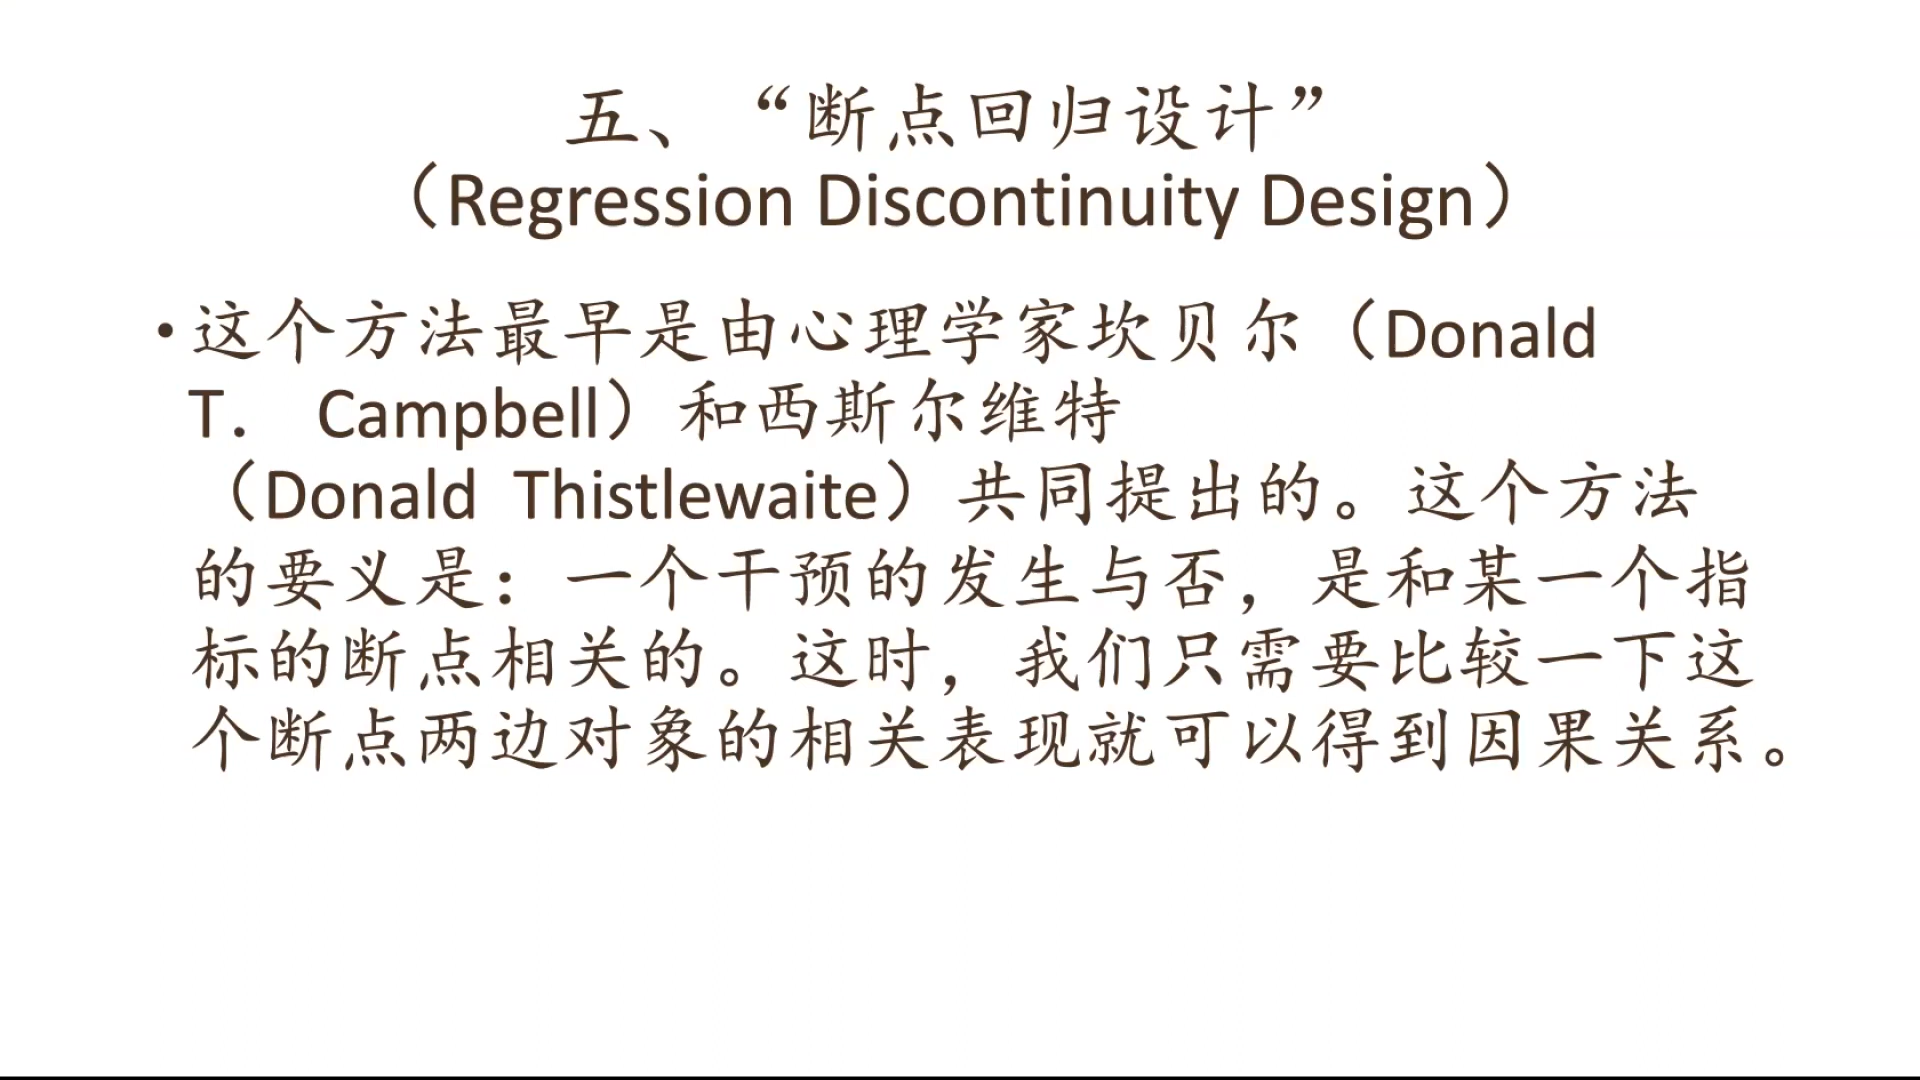 五、“断点回归设计”
（Regression Discontinuity Design）
•这个方法最早是由心理学家坎贝尔（Donald
T． Campbell）和西斯尔维特
（Donald Thistlewaite）共同提出的。这个方法
的要义是：一个干预的发生与否，是和某一个指
标的断点相关的。这时，我们只需要比较一下这
个断点两边对象的相关表现就可以得到因果关系。